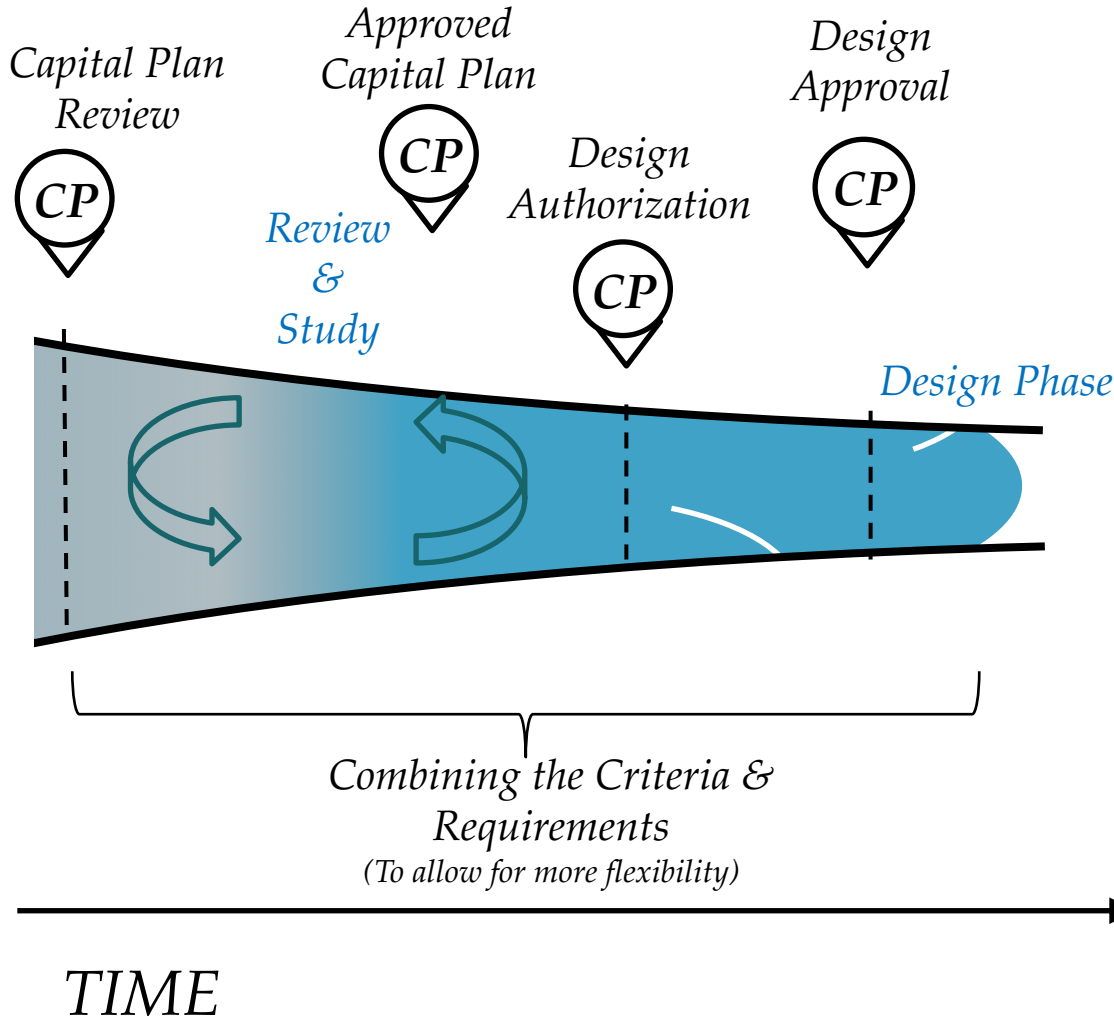 Capital Plan
Review
CP
Approved
Capital Plan
CP
Review
&
Study
Design
Authorization
CP
Design
Approval
CP
Design Phase
Combining the Criteria &
Requirements
(To allow for more flexibility)
TIME